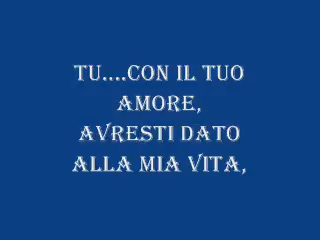 TU....CON IL TUO
AMORE,
AVRESTI DATO
ALLA MIA VITA,